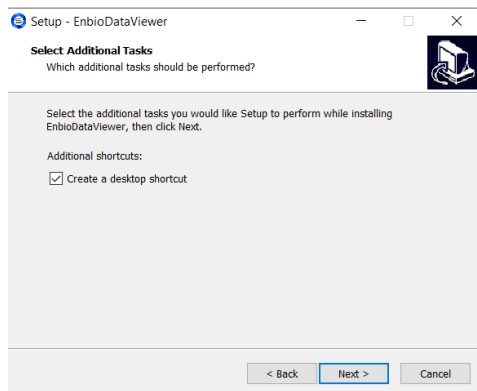 Setup - EnbioDataViewer
Select Additional Tasks
Which additional tasks should be performed?
Select the additional tasks you would like Setup to perform while installing
EnbioDataViewer, then click Next.
Additional shortcuts:
Create a desktop shortcut
< Back
Next >
Cancel